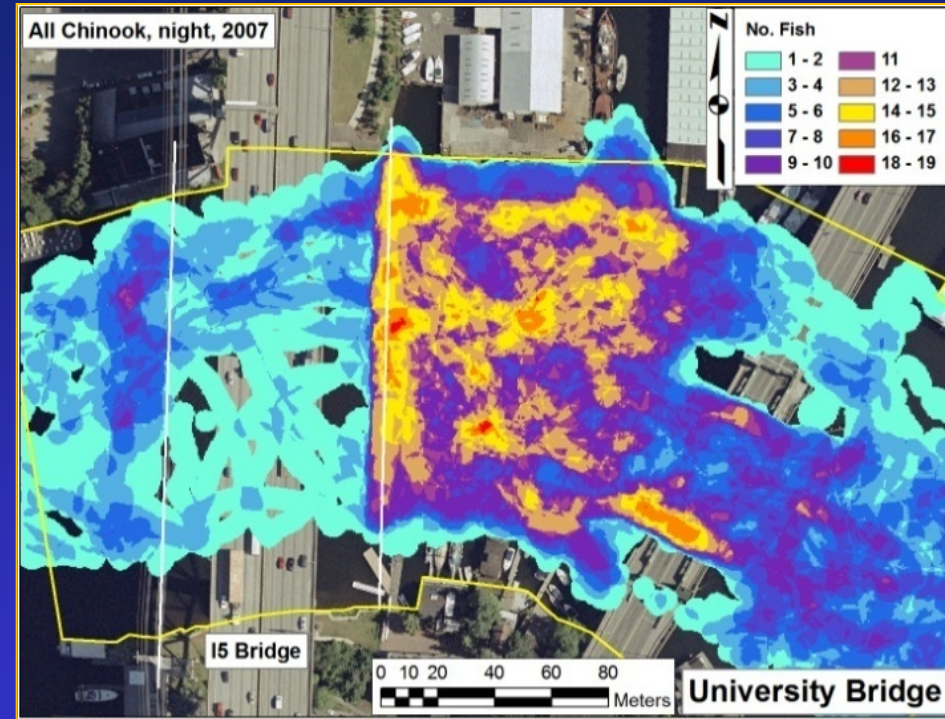 All Chinook, night, 2007
N
No. Fish
1 - 2
3 - 4
5 - 6
7 - 8
9 - 10
11
12 - 13
14 - 15
16 - 17
18 - 19
I5 Bridge
0 10 20 40 60 80
Meters
University Bridge